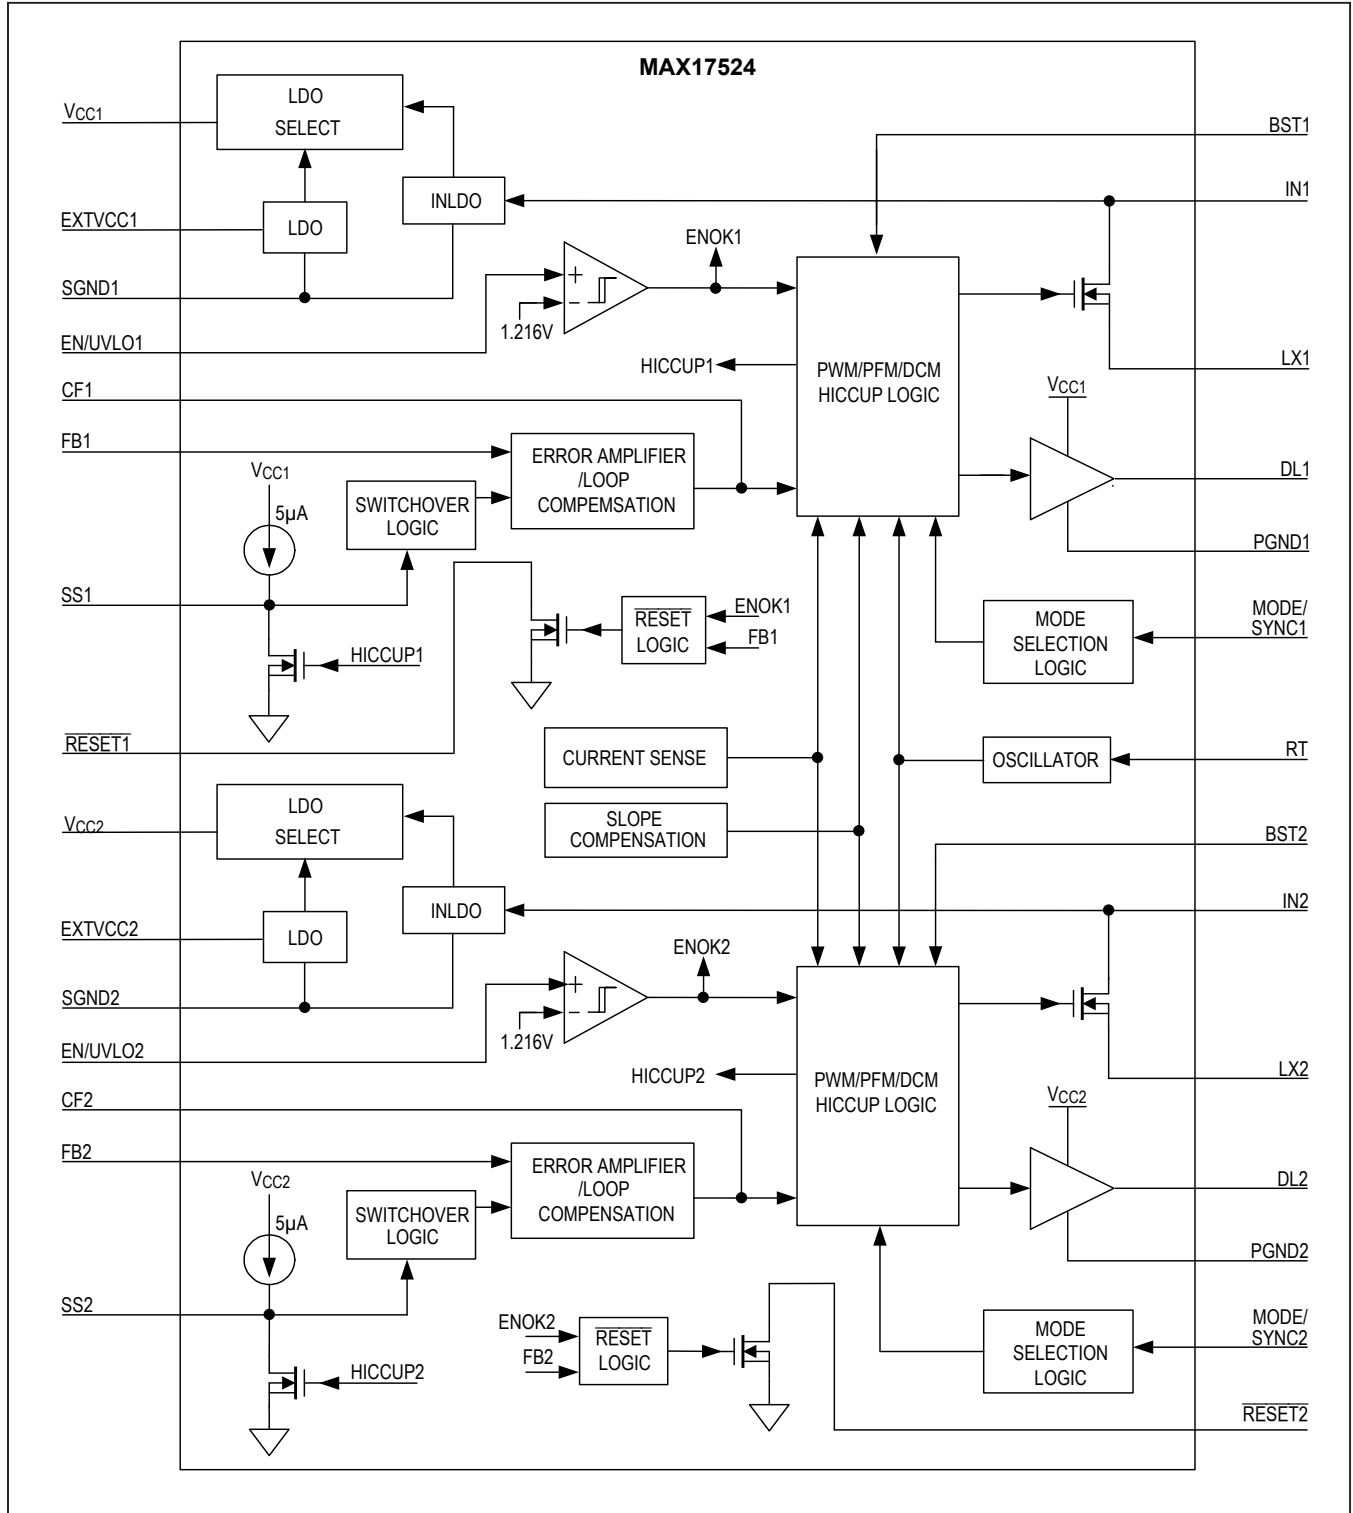 MAX17524
LDO
SELECT
VCC1
BST1
INLDO
IN1
EXTVCC1
LDO
ENOK1
SGND1
+
-
1.216V
EN/UVLO1
HICCUP1
PWM/PFM/DCM
HICCUP LOGIC
LX1
CF1
VCC1
FB1
ERROR AMPLIFIER
/LOOP
COMPEMSATION
VCC1
5µA
SWITCHOVER
LOGIC
DL1
PGND1
SS1
RESET
LOGIC
ENOK1
FB1
MODE
SELECTION
LOGIC
MODE/
SYNC1
HICCUP1
RESET1
CURRENT SENSE
OSCILLATOR
RT
LDO
SELECT
VCC2
SLOPE
COMPENSATION
BST2
INLDO
IN2
EXTVCC2
LDO
ENOK2
SGND2
+
-
1.216V
EN/UVLO2
HICCUP2
PWM/PFM/DCM
HICCUP LOGIC
LX2
CF2
VCC2
FB2
ERROR AMPLIFIER
/LOOP
COMPENSATION
VCC2
5µA
SWITCHOVER
LOGIC
DL2
PGND2
SS2
ENOK2
FB2
RESET
LOGIC
MODE
SELECTION
LOGIC
MODE/
SYNC2
HICCUP2
RESET2